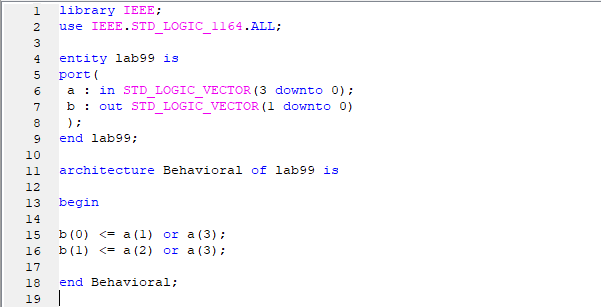 1 library IEEE;
2 use IEEE.STD_LOGIC_1164.ALL;
3
4 entity lab99 is
5 port(
6 a : in STD_LOGIC_VECTOR(3 downto 0);
7 b : out STD_LOGIC_VECTOR(1 downto 0)
8 );
9 end lab99;
10
11 architecture Behavioral of lab99 is
12
13 begin
14
15 b(0) <= a(1) or a(3);
16 b(1) <= a(2) or a(3);
17
18 end Behavioral;
19